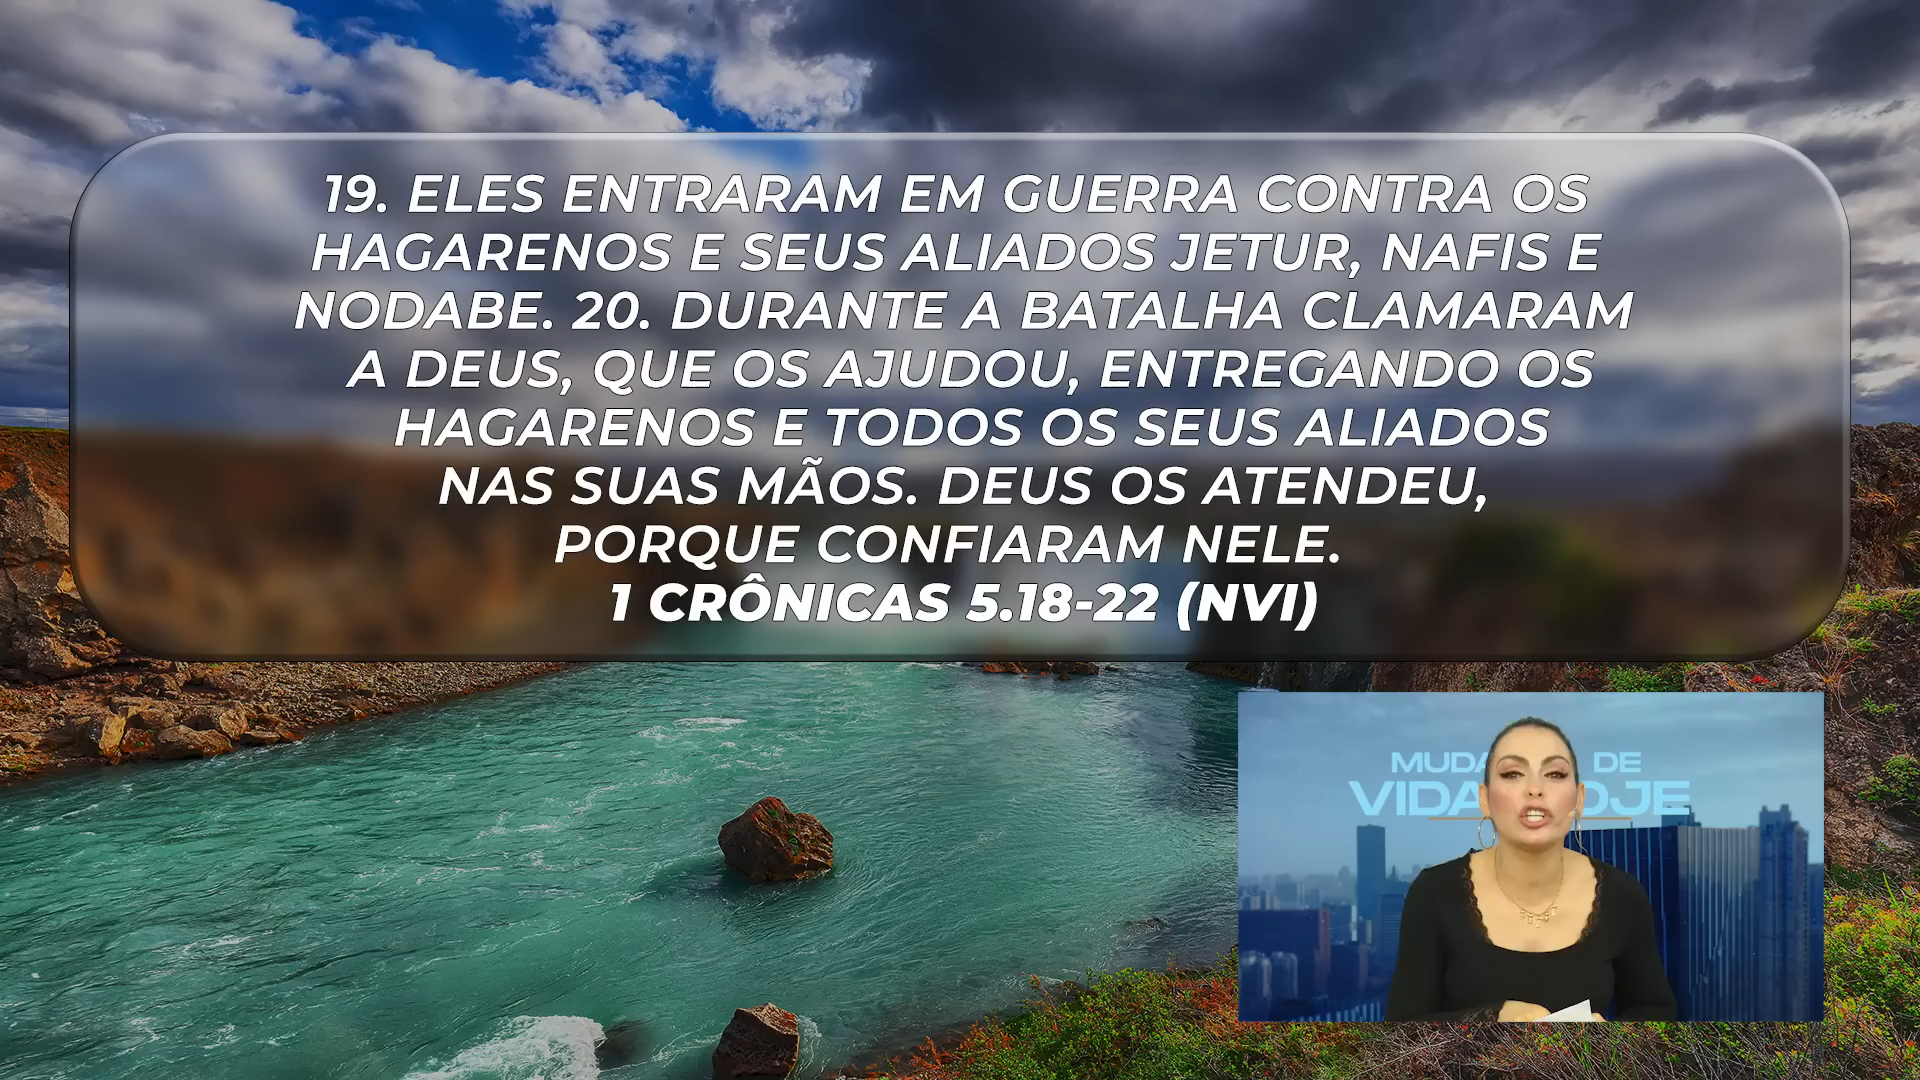 19. ELES ENTRARAM EM GUERRA CONTRA OS
HAGARENOS E SEUS ALIADOS JETUR, NAFIS E
NODABE. 20. DURANTE A BATALHA CLAMARAM
A DEUS, QUE OS AJUDOU, ENTREGANDO OS
HAGARENOS E TODOS OS SEUS ALIADOS
NAS SUAS MÃOS. DEUS OS ATENDEU,
PORQUE CONFIARAM NELE.
1 CRÔNICAS 5.18-22 (NVI)
DE
VIDA